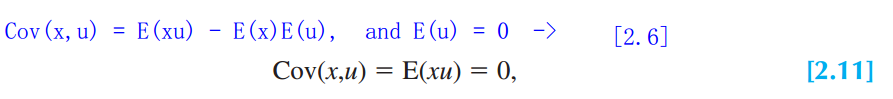 Cov(x, u) = E(xu) - E(x)E(u), and E(u) = 0 -> [2.6]
Cov(x,u) = E(xu) = 0, [2.11]